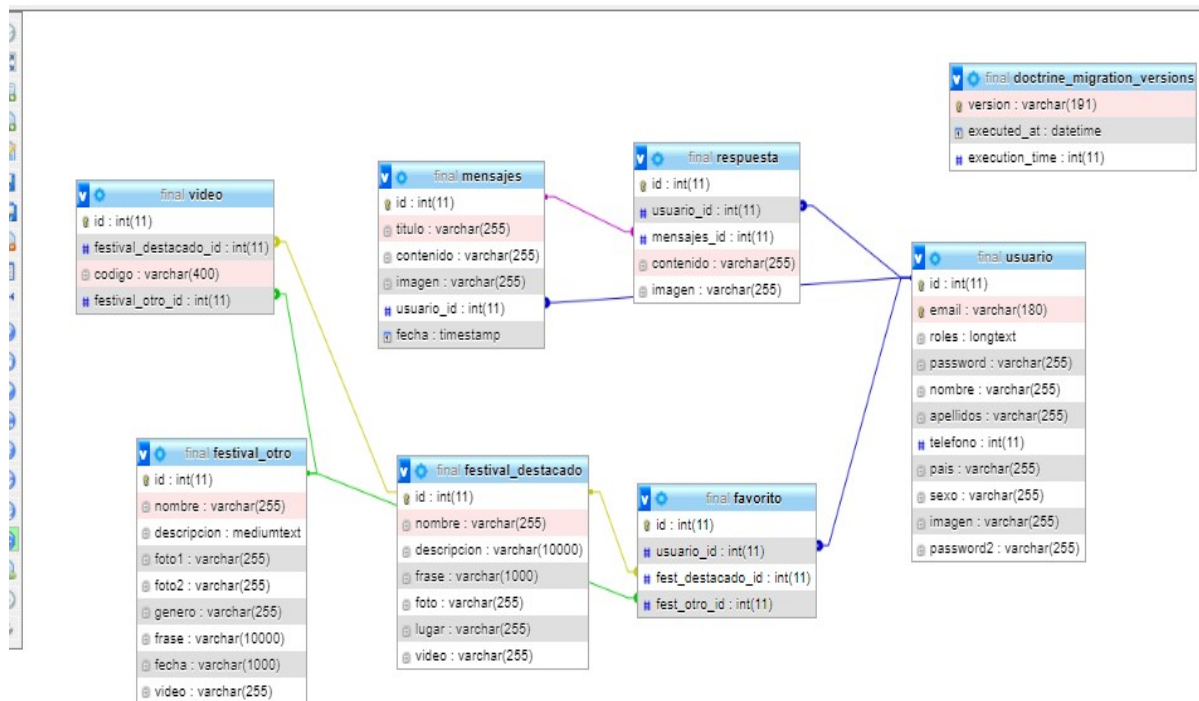 final doctrine_migration_versions
version : varchar(191)
executed_at : datetime
execution_time : int(11)
final respuesta
id : int(11)
usuario_id : int(11)
mensajes_id : int(11)
contenido : varchar(255)
imagen : varchar(255)
final mensajes
id : int(11)
titulo : varchar(255)
contenido : varchar(255)
imagen : varchar(255)
usuario_id : int(11)
fecha : timestamp
final video
id : int(11)
festival_destacado_id : int(11)
codigo : varchar(400)
festival_otro_id : int(11)
final usuario
id : int(11)
email : varchar(180)
roles : longtext
password : varchar(255)
nombre : varchar(255)
apellidos : varchar(255)
telefono : int(11)
pais : varchar(255)
sexo : varchar(255)
imagen : varchar(255)
password2 : varchar(255)
final festival_otro
id : int(11)
nombre : varchar(255)
descripcion : mediumtext
foto1 : varchar(255)
foto2 : varchar(255)
genero : varchar(255)
frase : varchar(10000)
fecha : varchar(1000)
video : varchar(255)
final festival_destacado
id : int(11)
nombre : varchar(255)
descripcion : varchar(10000)
frase : varchar(1000)
foto : varchar(255)
lugar : varchar(255)
video : varchar(255)
final favorito
id : int(11)
usuario_id : int(11)
fest_destacado_id : int(11)
fest_otro_id : int(11)